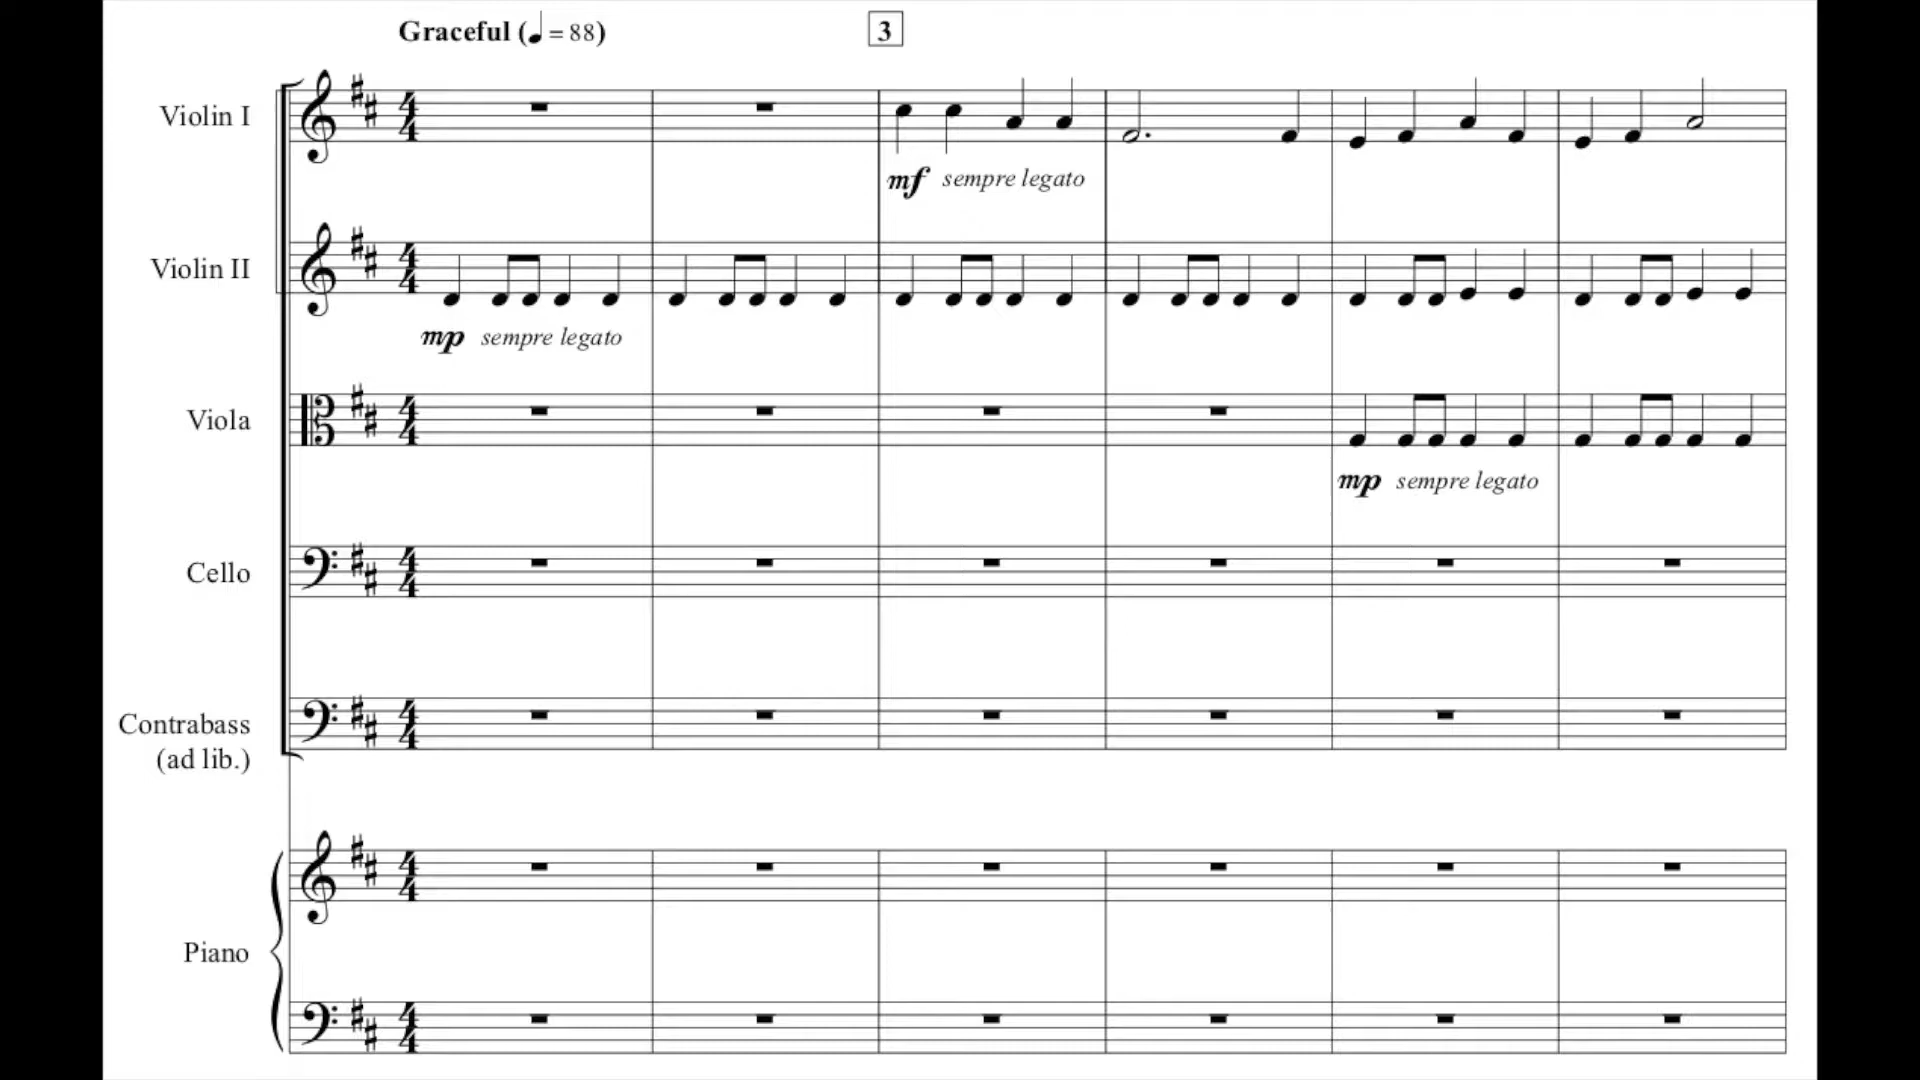 Graceful (♩ = 88)
3
Violin I
mf sempre legato
Violin II
mp sempre legato
Viola
mp sempre legato
Cello
Contrabass
(ad lib.)
Piano